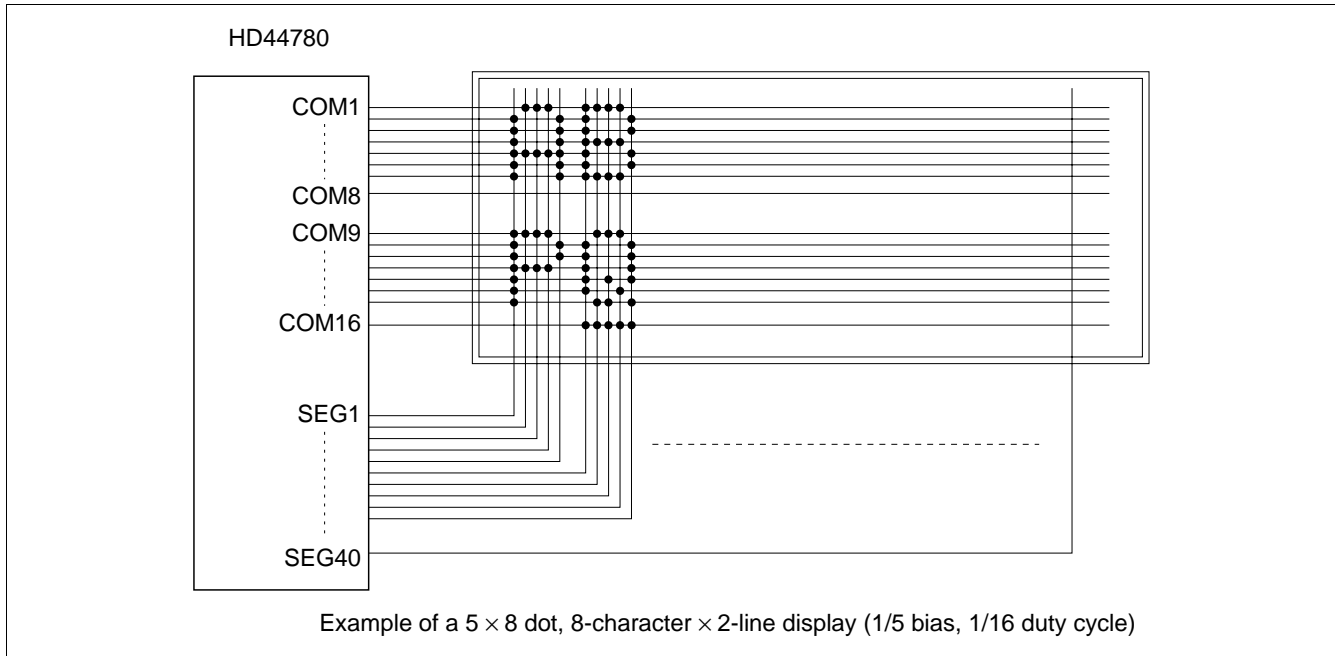 HD44780
COM1
COM8
COM9
COM16
SEG1
SEG40
Example of a 5 × 8 dot, 8-character × 2-line display (1/5 bias, 1/16 duty cycle)